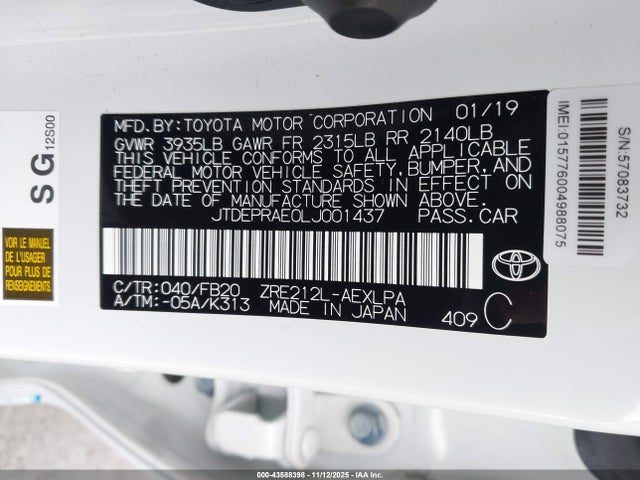 MFD.BY:TOYOTA MOTOR CORPORATION 01/19
GVWR 3935LB GAWR FR 2315LB RR 2140LB
THIS VEHICLE CONFORMS TO ALL APPLICABLE
FEDERAL MOTOR VEHICLE SAFETY,BUMPER,AND
THEFT PREVENTION STANDARDS IN EFFECT ON
THE DATE OF MANUFACTURE SHOWN ABOVE.
JTDEPRAE0LJ001437 PASS.CAR
C/TR:040/FB20 ZRE212L-AEXLPA
A/TM:-05A/K313 MADE IN JAPAN 409 C
TOYOTA
SG 12S00
VOIR LE MANUEL
DE L'USAGER
POUR PLUS DE
RENSEIGNEMENTS
IMEI:015776004988075
S/N:57083732
000-43588398 - 11/12/2025 - IAA Corp.